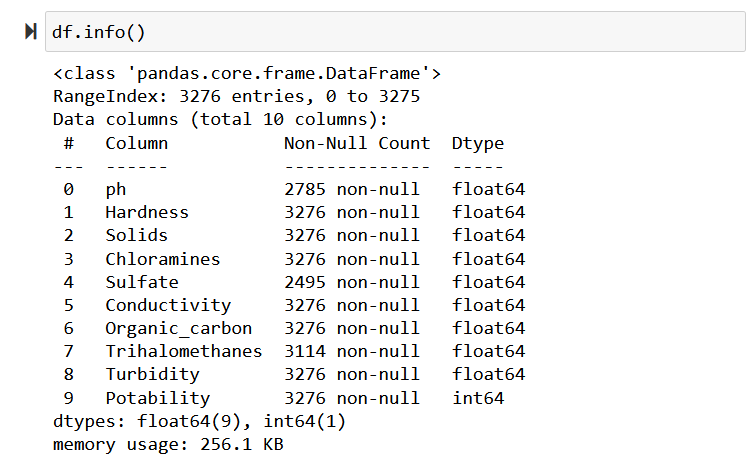 df.info()
<class 'pandas.core.frame.DataFrame'>
RangeIndex: 3276 entries, 0 to 3275
Data columns (total 10 columns):
 #   Column           Non-Null Count  Dtype
---  ------           --------------  -----
 0   ph               2785 non-null   float64
 1   Hardness         3276 non-null   float64
 2   Solids           3276 non-null   float64
 3   Chloramines      3276 non-null   float64
 4   Sulfate          2495 non-null   float64
 5   Conductivity     3276 non-null   float64
 6   Organic_carbon   3276 non-null   float64
 7   Trihalomethanes  3114 non-null   float64
 8   Turbidity        3276 non-null   float64
 9   Potability       3276 non-null   int64
dtypes: float64(9), int64(1)
memory usage: 256.1 KB